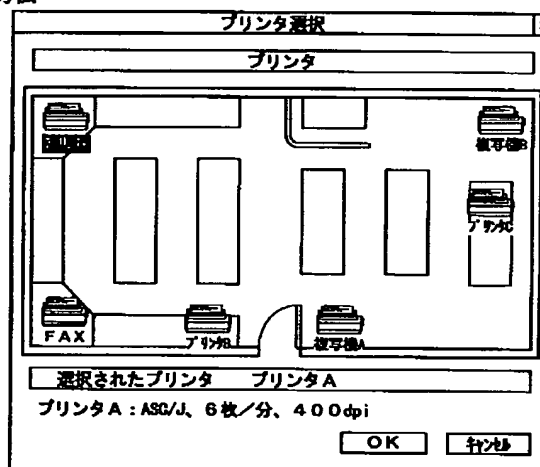 プリンタ選択
プリンタ
複写機B
プリンタC
FAX
プリンタB
複写機A
選択されたプリンタ　プリンタA
プリンタA：ASC/J、6枚／分、400dpi
OK
キャンセル